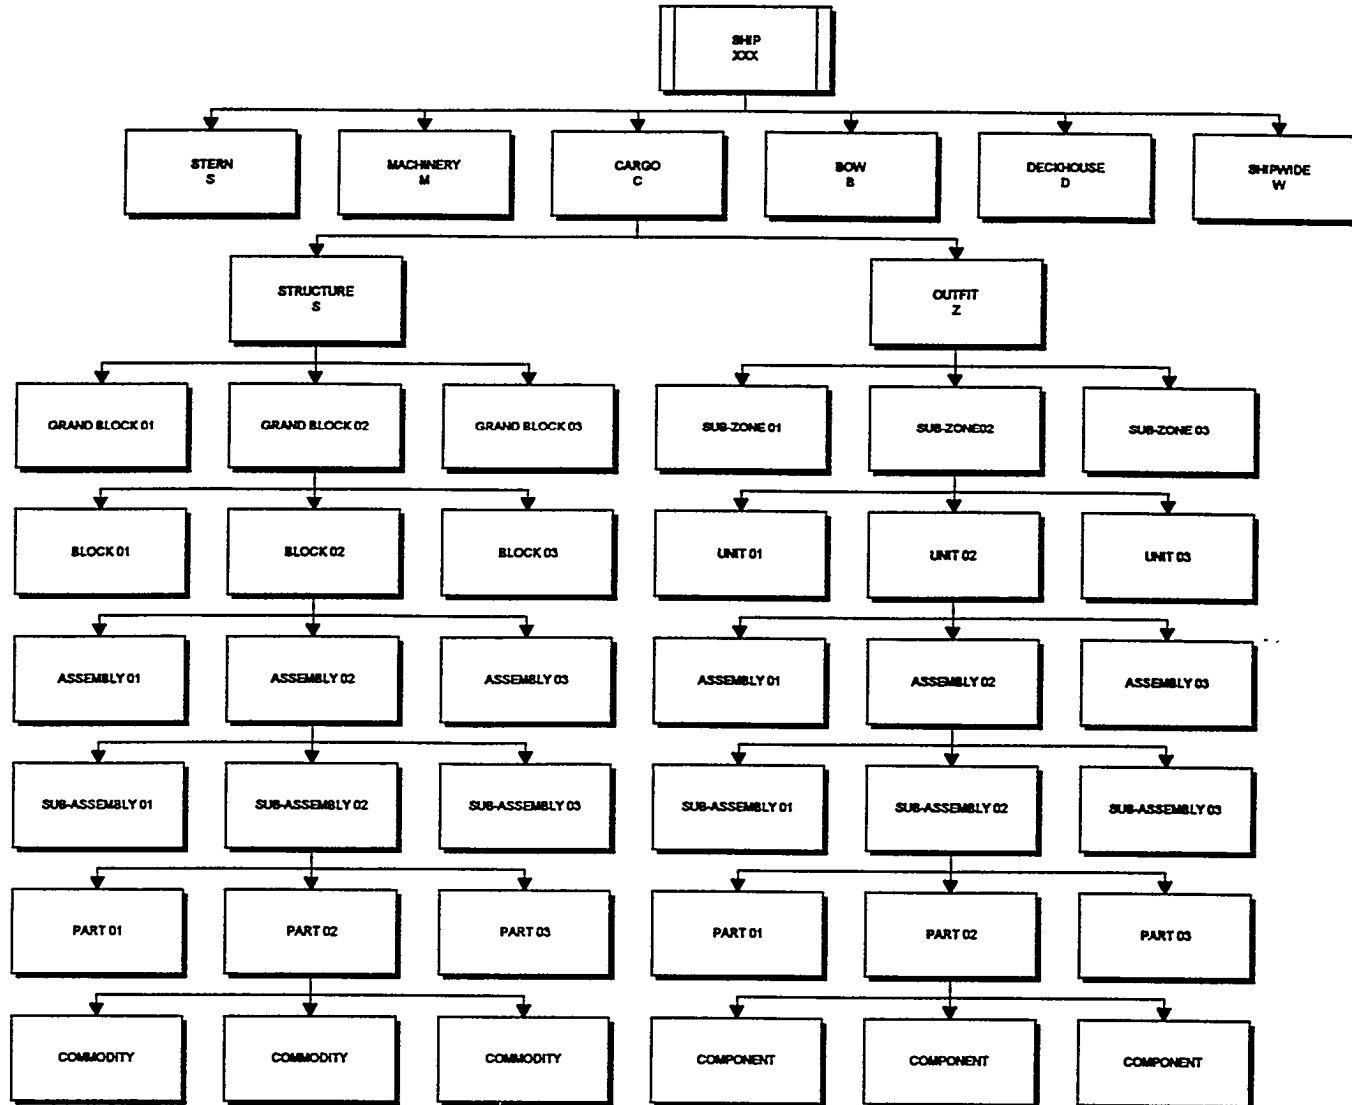 SHIP
XXX
STERN
S
MACHINERY
M
CARGO
C
BOW
B
DECKHOUSE
D
SHIPWIDE
W
STRUCTURE
S
OUTFIT
Z
GRAND BLOCK 01
GRAND BLOCK 02
GRAND BLOCK 03
SUB-ZONE 01
SUB-ZONE02
SUB-ZONE 03
BLOCK 01
BLOCK 02
BLOCK 03
UNIT 01
UNIT 02
UNIT 03
ASSEMBLY 01
ASSEMBLY 02
ASSEMBLY 03
ASSEMBLY 01
ASSEMBLY 02
ASSEMBLY 03
SUB-ASSEMBLY 01
SUB-ASSEMBLY 02
SUB-ASSEMBLY 03
SUB-ASSEMBLY 01
SUB-ASSEMBLY 02
SUB-ASSEMBLY 03
PART 01
PART 02
PART 03
PART 01
PART 02
PART 03
COMMODITY
COMMODITY
COMMODITY
COMPONENT
COMPONENT
COMPONENT